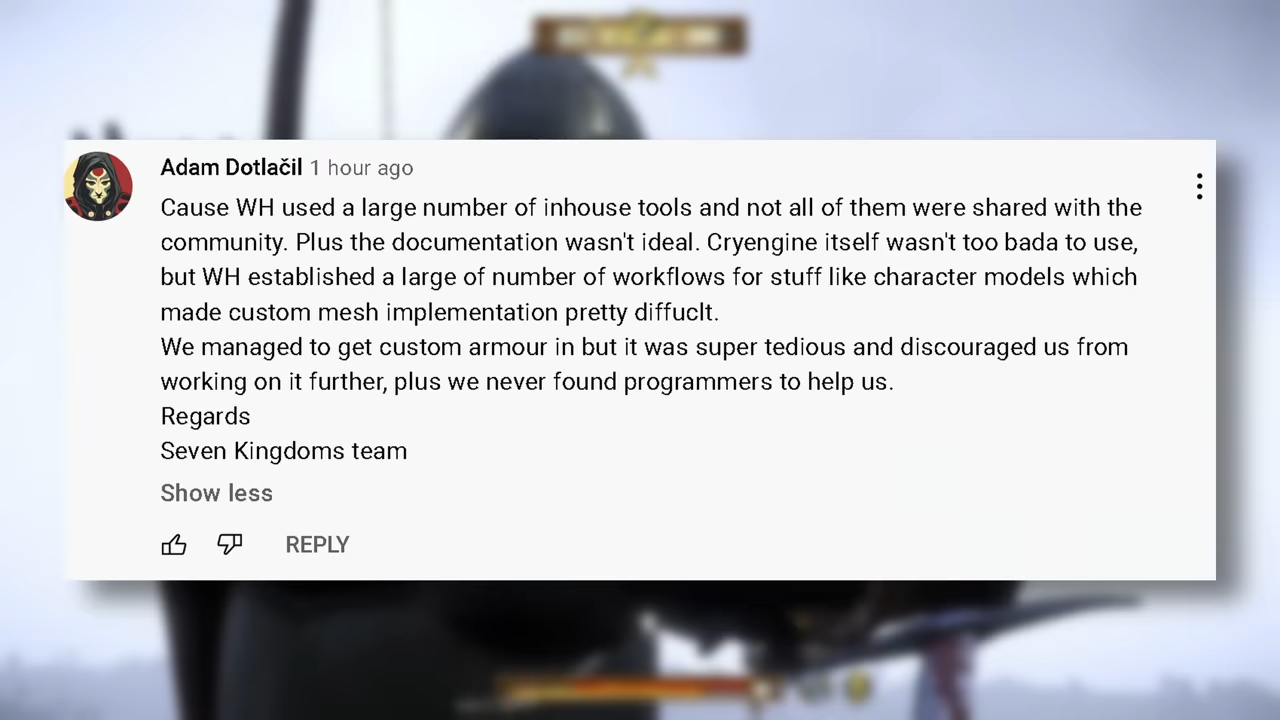 Adam Dotlačil 1 hour ago
Cause WH used a large number of inhouse tools and not all of them were shared with the
community. Plus the documentation wasn't ideal. Cryengine itself wasn't too bada to use,
but WH established a large of number of workflows for stuff like character models which
made custom mesh implementation pretty diffuclt.
We managed to get custom armour in but it was super tedious and discouraged us from
working on it further, plus we never found programmers to help us.
Regards
Seven Kingdoms team
Show less
REPLY